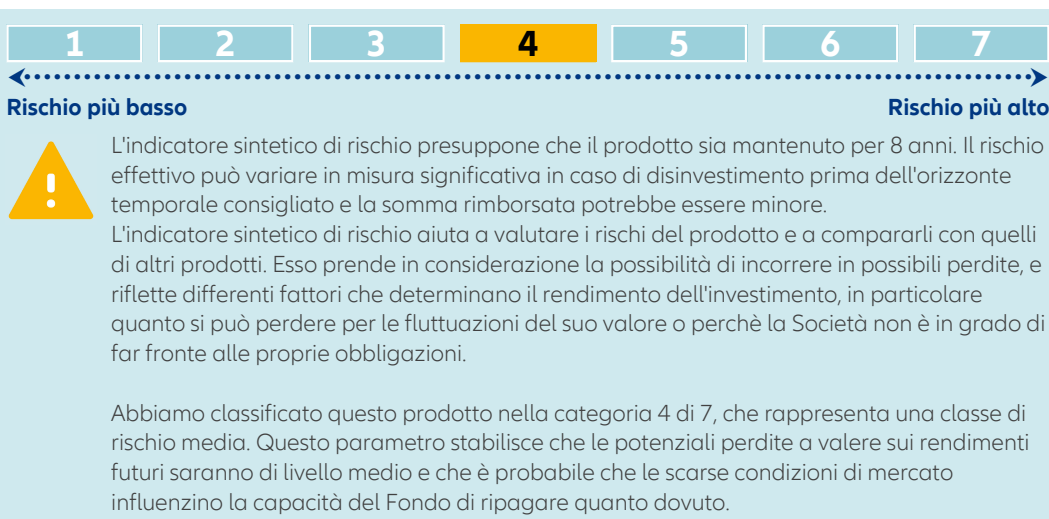 1 2 3 4 5 6 7
Rischio più basso Rischio più alto
L'indicatore sintetico di rischio presuppone che il prodotto sia mantenuto per 8 anni. Il rischio
effettivo può variare in misura significativa in caso di disinvestimento prima dell'orizzonte
temporale consigliato e la somma rimborsata potrebbe essere minore.
L'indicatore sintetico di rischio aiuta a valutare i rischi del prodotto e a compararli con quelli
di altri prodotti. Esso prende in considerazione la possibilità di incorrere in possibili perdite, e
riflette differenti fattori che determinano il rendimento dell'investimento, in particolare
quanto si può perdere per le fluttuazioni del suo valore o perchè la Società non è in grado di
far fronte alle proprie obbligazioni.
Abbiamo classificato questo prodotto nella categoria 4 di 7, che rappresenta una classe di
rischio media. Questo parametro stabilisce che le potenziali perdite a valere sui rendimenti
futuri saranno di livello medio e che è probabile che le scarse condizioni di mercato
influenzino la capacità del Fondo di ripagare quanto dovuto.